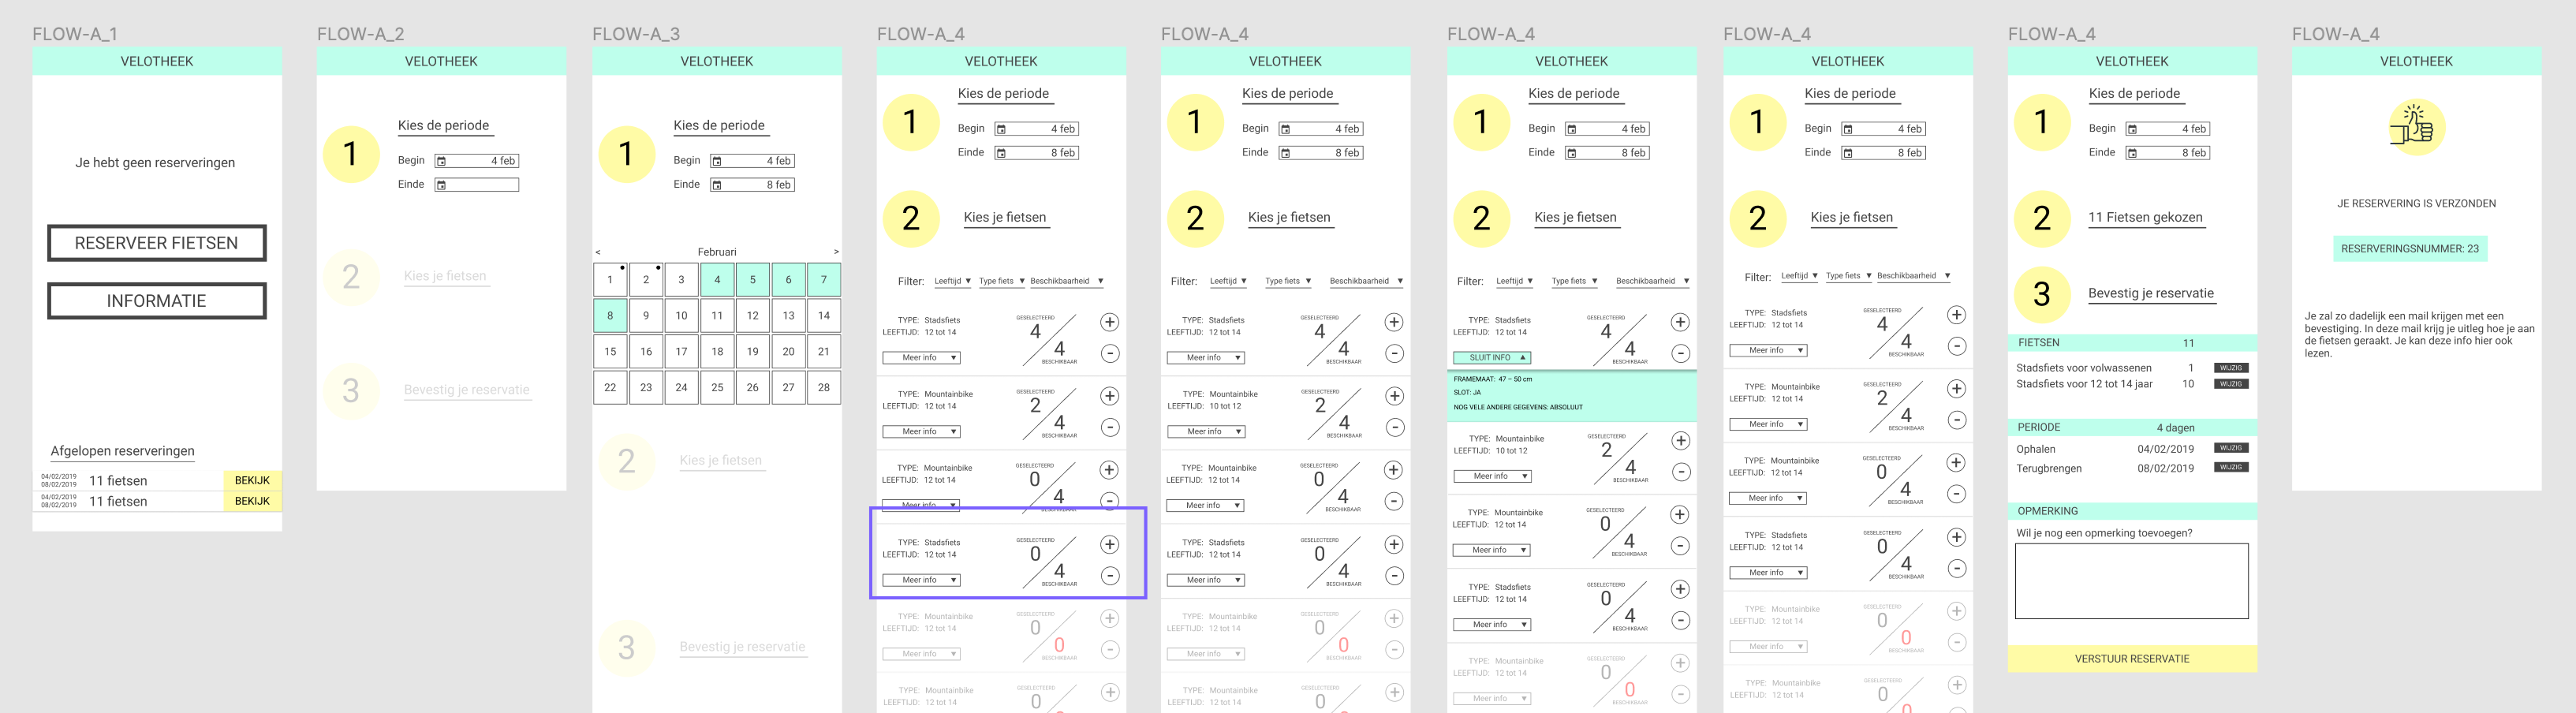 FLOW-A_1
VELOTHEEK
Je hebt geen reserveringen
RESERVEER FIETSEN
INFORMATIE
Afgelopen reserveringen
04/02/2019
08/02/2019
11 fietsen
BEKIJK
04/02/2019
08/02/2019
11 fietsen
BEKIJK
FLOW-A_2
VELOTHEEK
1
Kies de periode
Begin 4 feb
Einde
2
Kies je fietsen
3
Bevestig je reservatie
FLOW-A_3
VELOTHEEK
1
Kies de periode
Begin 4 feb
Einde 8 feb
< Februari >
1 2 3 4 5 6 7
8 9 10 11 12 13 14
15 16 17 18 19 20 21
22 23 24 25 26 27 28
2
Kies je fietsen
3
Bevestig je reservatie
FLOW-A_4
VELOTHEEK
1
Kies de periode
Begin 4 feb
Einde 8 feb
2
Kies je fietsen
Filter: Leeftijd ▼ Type fiets ▼ Beschikbaarheid ▼
TYPE: Stadsfiets
LEEFTIJD: 12 tot 14
Meer info ▼
GESELECTEERD
4
4
BESCHIKBAAR
+
-
TYPE: Mountainbike
LEEFTIJD: 12 tot 14
Meer info ▼
GESELECTEERD
2
4
BESCHIKBAAR
+
-
TYPE: Mountainbike
LEEFTIJD: 12 tot 14
Meer info ▼
GESELECTEERD
0
4
BESCHIKBAAR
+
-
TYPE: Stadsfiets
LEEFTIJD: 12 tot 14
Meer info ▼
GESELECTEERD
0
4
BESCHIKBAAR
+
-
TYPE: Mountainbike
LEEFTIJD: 12 tot 14
Meer info ▼
GESELECTEERD
0
0
BESCHIKBAAR
+
-
TYPE: Mountainbike
LEEFTIJD: 12 tot 14
GESELECTEERD
0
+
FLOW-A_4
VELOTHEEK
1
Kies de periode
Begin 4 feb
Einde 8 feb
2
Kies je fietsen
Filter: Leeftijd ▼ Type fiets ▼ Beschikbaarheid ▼
TYPE: Stadsfiets
LEEFTIJD: 12 tot 14
Meer info ▼
GESELECTEERD
4
4
BESCHIKBAAR
+
-
TYPE: Mountainbike
LEEFTIJD: 10 tot 12
Meer info ▼
GESELECTEERD
2
4
BESCHIKBAAR
+
-
TYPE: Mountainbike
LEEFTIJD: 12 tot 14
Meer info ▼
GESELECTEERD
0
4
BESCHIKBAAR
+
-
TYPE: Stadsfiets
LEEFTIJD: 12 tot 14
Meer info ▼
GESELECTEERD
0
4
BESCHIKBAAR
+
-
TYPE: Mountainbike
LEEFTIJD: 12 tot 14
Meer info ▼
GESELECTEERD
0
0
BESCHIKBAAR
+
-
TYPE: Mountainbike
LEEFTIJD: 12 tot 14
GESELECTEERD
0
+
FLOW-A_4
VELOTHEEK
1
Kies de periode
Begin 4 feb
Einde 8 feb
2
Kies je fietsen
Filter: Leeftijd ▼ Type fiets ▼ Beschikbaarheid ▼
TYPE: Stadsfiets
LEEFTIJD: 12 tot 14
SLUIT INFO ▲
GESELECTEERD
4
4
BESCHIKBAAR
+
-
FRAMEMAAT: 47 – 50 cm
SLOT: JA
NOG VELE ANDERE GEGEVENS: ABSOLUUT
TYPE: Mountainbike
LEEFTIJD: 10 tot 12
Meer info ▼
GESELECTEERD
2
4
BESCHIKBAAR
+
-
TYPE: Mountainbike
LEEFTIJD: 12 tot 14
Meer info ▼
GESELECTEERD
0
4
BESCHIKBAAR
+
-
TYPE: Stadsfiets
LEEFTIJD: 12 tot 14
Meer info ▼
GESELECTEERD
0
4
BESCHIKBAAR
+
-
TYPE: Mountainbike
LEEFTIJD: 12 tot 14
Meer info ▼
GESELECTEERD
0
0
BESCHIKBAAR
+
-
FLOW-A_4
VELOTHEEK
1
Kies de periode
Begin 4 feb
Einde 8 feb
2
Kies je fietsen
Filter: Leeftijd ▼ Type fiets ▼ Beschikbaarheid ▼
TYPE: Stadsfiets
LEEFTIJD: 12 tot 14
Meer info ▼
GESELECTEERD
4
4
BESCHIKBAAR
+
-
TYPE: Mountainbike
LEEFTIJD: 12 tot 14
Meer info ▼
GESELECTEERD
2
4
BESCHIKBAAR
+
-
TYPE: Mountainbike
LEEFTIJD: 12 tot 14
Meer info ▼
GESELECTEERD
0
4
BESCHIKBAAR
+
-
TYPE: Stadsfiets
LEEFTIJD: 12 tot 14
Meer info ▼
GESELECTEERD
0
4
BESCHIKBAAR
+
-
TYPE: Mountainbike
LEEFTIJD: 12 tot 14
Meer info ▼
GESELECTEERD
0
0
BESCHIKBAAR
+
-
TYPE: Mountainbike
LEEFTIJD: 12 tot 14
GESELECTEERD
0
0
+
FLOW-A_4
VELOTHEEK
1
Kies de periode
Begin 4 feb
Einde 8 feb
2
11 Fietsen gekozen
3
Bevestig je reservatie
FIETSEN 11
Stadsfiets voor volwassenen 1 WIJZIG
Stadsfiets voor 12 tot 14 jaar 10 WIJZIG
PERIODE 4 dagen
Ophalen 04/02/2019 WIJZIG
Terugbrengen 08/02/2019 WIJZIG
OPMERKING
Wil je nog een opmerking toevoegen?
VERSTUUR RESERVATIE
FLOW-A_4
VELOTHEEK
JE RESERVERING IS VERZONDEN
RESERVERINGSNUMMER: 23
Je zal zo dadelijk een mail krijgen met een
bevestiging. In deze mail krijg je uitleg hoe je aan
de fietsen geraakt. Je kan deze info hier ook
lezen.